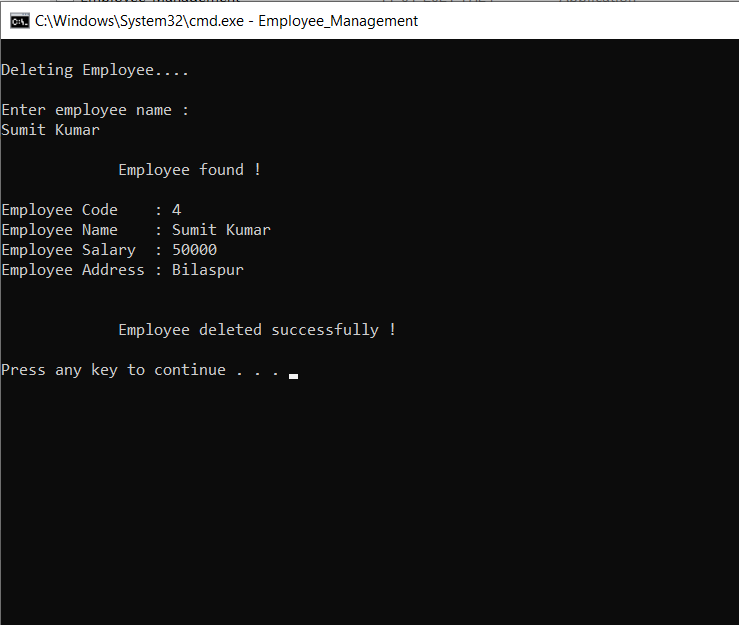 C:\Windows\System32\cmd.exe - Employee_Management
Deleting Employee....
Enter employee name :
Sumit Kumar
Employee found !
Employee Code    : 4
Employee Name    : Sumit Kumar
Employee Salary  : 50000
Employee Address : Bilaspur
Employee deleted successfully !
Press any key to continue . . .